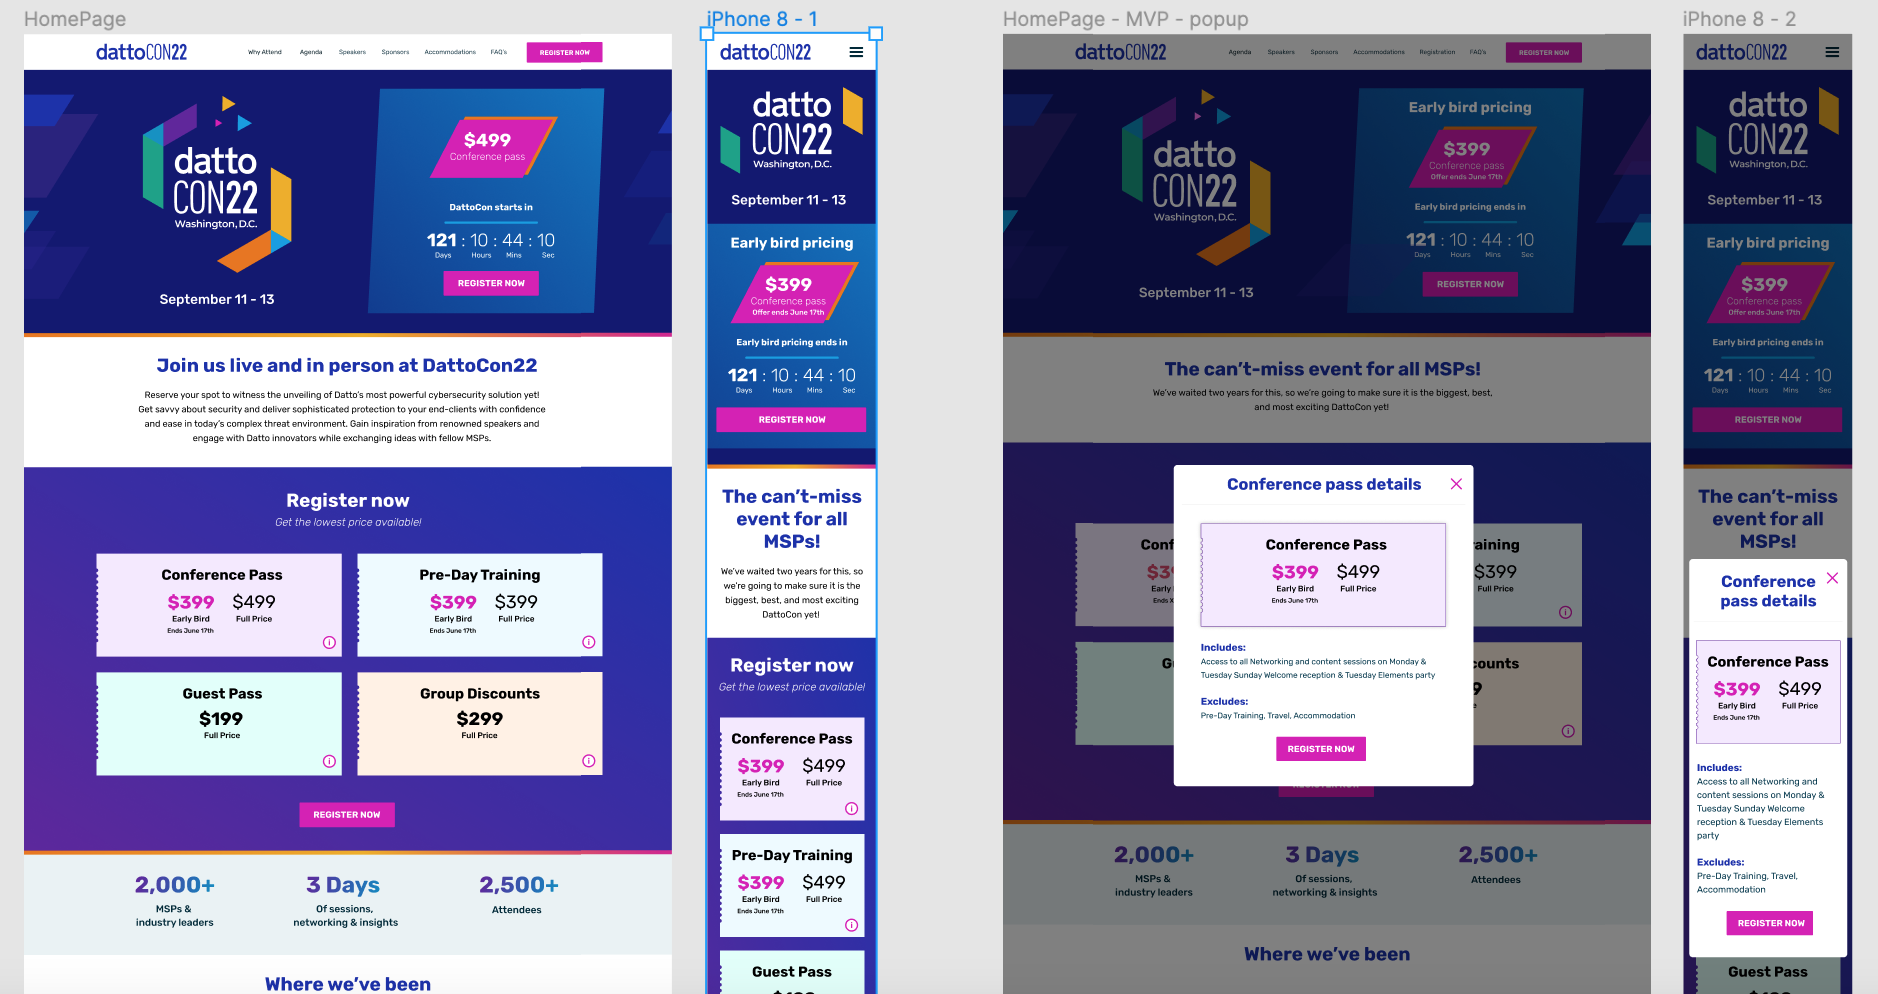 HomePage
dattoCON22
Why Attend
Agenda
Speakers
Sponsors
Accommodations
FAQ's
REGISTER NOW
datto
CON22
Washington, D.C.
September 11 - 13
$499
Conference pass
DattoCon starts in
121 : 10 : 44 : 10
Days Hours Mins Sec
REGISTER NOW
Join us live and in person at DattoCon22
Reserve your spot to witness the unveiling of Datto's most powerful cybersecurity solution yet!
Get savvy about security and deliver sophisticated protection to your end-clients with confidence
and ease in today's complex threat environment. Gain inspiration from renowned speakers and
engage with Datto innovators while exchanging ideas with fellow MSPs.
Register now
Get the lowest price available!
Conference Pass
$399 $499
Early Bird Full Price
Ends June 17th
Pre-Day Training
$399 $399
Early Bird Full Price
Ends June 17th
Guest Pass
$199
Full Price
Group Discounts
$299
Full Price
REGISTER NOW
2,000+
MSPs &
industry leaders
3 Days
Of sessions,
networking & insights
2,500+
Attendees
Where we've been
iPhone 8 - 1
dattoCON22
datto
CON22
Washington, D.C.
September 11 - 13
Early bird pricing
$399
Conference pass
Offer ends June 17th
Early bird pricing ends in
121 : 10 : 44 : 10
Days Hours Mins Sec
REGISTER NOW
The can't-miss
event for all
MSPs!
We've waited two years for this, so
we're going to make sure it is the
biggest, best, and most exciting
DattoCon yet!
Register now
Get the lowest price available!
Conference Pass
$399 $499
Early Bird Full Price
Ends June 17th
Pre-Day Training
$399 $499
Early Bird Full Price
Ends June 17th
Guest Pass
HomePage - MVP - popup
dattoCON22
Agenda
Speakers
Sponsors
Accommodations
Registration
FAQ's
REGISTER NOW
datto
CON22
Washington, D.C.
September 11 - 13
Early bird pricing
$399
Conference pass
Offer ends June 17th
Early bird pricing ends in
121 : 10 : 44 : 10
Days Hours Mins Sec
REGISTER NOW
The can't-miss event for all MSPs!
We've waited two years for this, so we're going to make sure it is the biggest, best,
and most exciting DattoCon yet!
Conference pass details
Conference Pass
$399 $499
Early Bird Full Price
Ends June 17th
Includes:
Access to all Networking and content sessions on Monday &
Tuesday Sunday Welcome reception & Tuesday Elements party
Excludes:
Pre-Day Training, Travel, Accommodation
REGISTER NOW
$399
Full Price
2,000+
MSPs &
industry leaders
3 Days
Of sessions,
networking & insights
2,500+
Attendees
Where we've been
iPhone 8 - 2
dattoCON22
datto
CON22
Washington, D.C.
September 11 - 13
Early bird pricing
$399
Conference pass
Offer ends June 17th
Early bird pricing ends in
121 : 10 : 44 : 10
Days Hours Mins Sec
REGISTER NOW
The can't-miss
event for all
MSPs!
Conference
pass details
Conference Pass
$399 $499
Early Bird Full Price
Ends June 17th
Includes:
Access to all Networking and
content sessions on Monday &
Tuesday Sunday Welcome
reception & Tuesday Elements
party
Excludes:
Pre-Day Training, Travel,
Accommodation
REGISTER NOW
Guest Pass